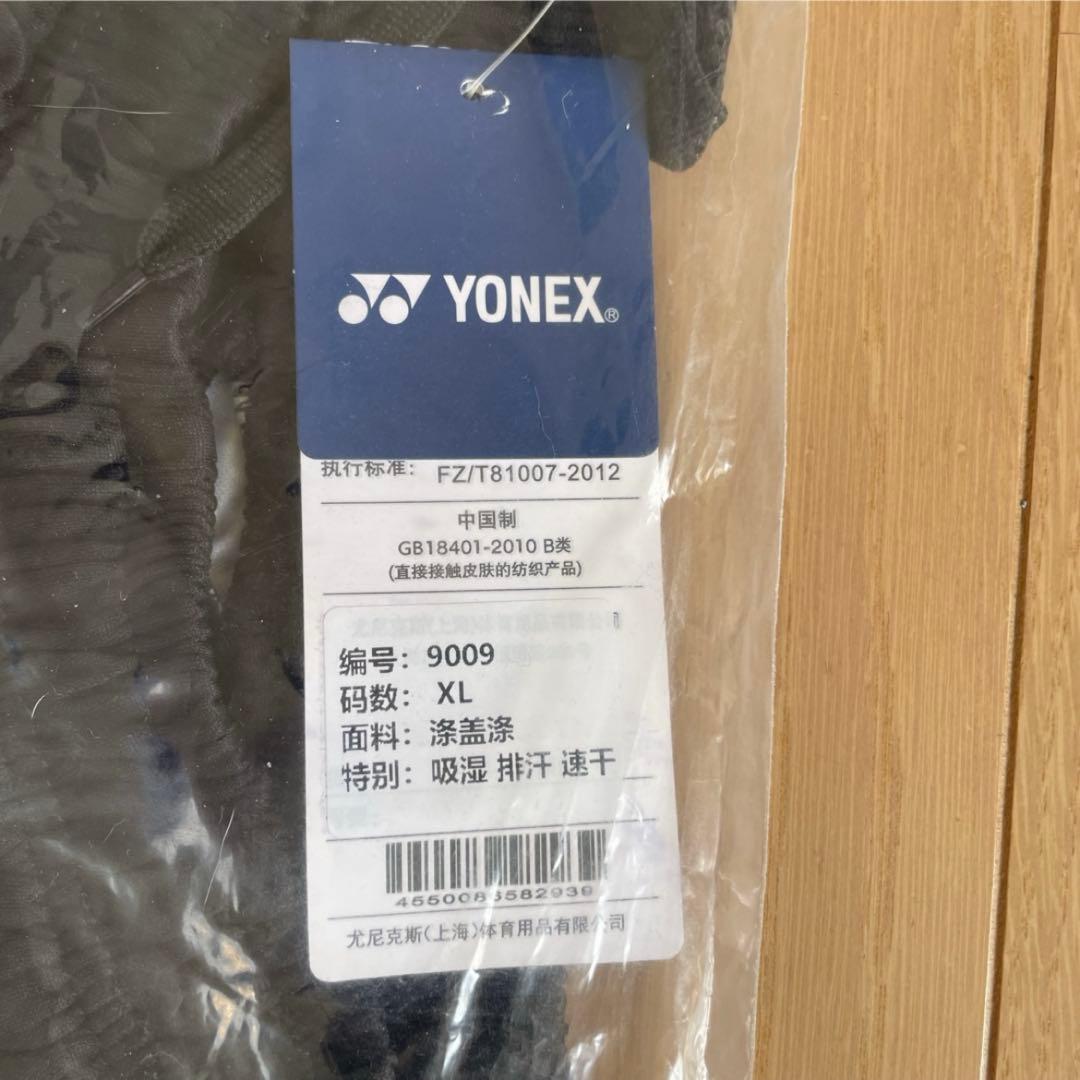 YONEX®
执行标准: FZ/T81007-2012
中国制
GB18401-2010 B类
(直接接触皮肤的纺织产品)
编号: 9009
码数: XL
面料: 涤盖涤
特别: 吸湿 排汗 速干
4550086582939
尤尼克斯(上海)体育用品有限公司